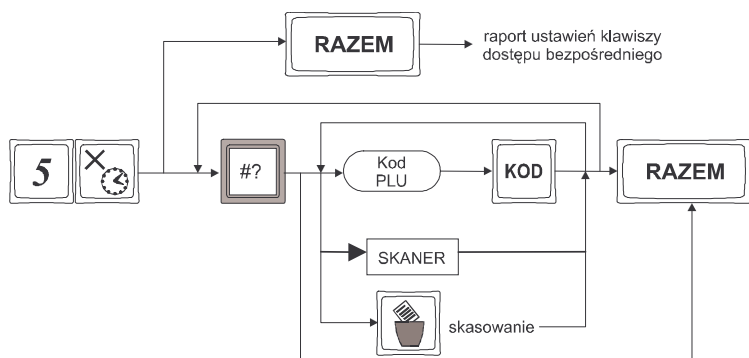 RAZEM
raport ustawień klawiszy
dostępu bezpośredniego
5
#?
Kod
PLU
KOD
RAZEM
SKANER
skasowanie